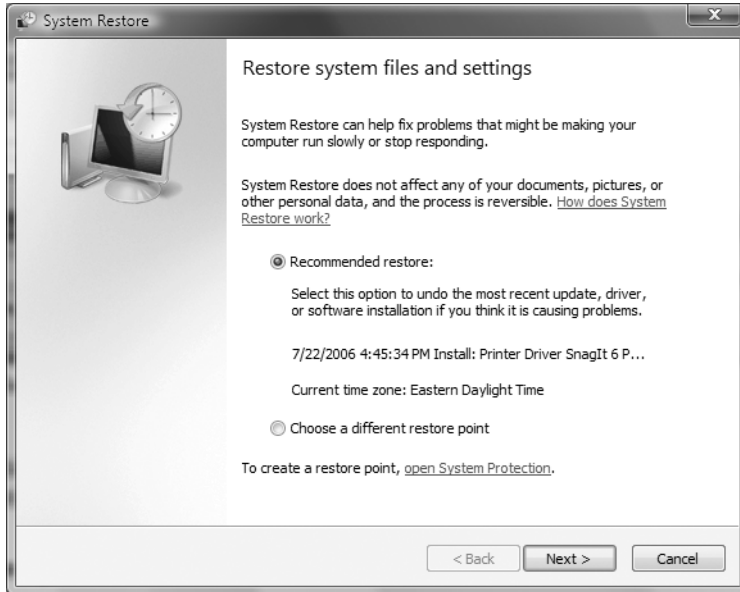 System Restore
X
Restore system files and settings
System Restore can help fix problems that might be making your
computer run slowly or stop responding.
System Restore does not affect any of your documents, pictures, or
other personal data, and the process is reversible. How does System
Restore work?
Recommended restore:
Select this option to undo the most recent update, driver,
or software installation if you think it is causing problems.
7/22/2006 4:45:34 PM Install: Printer Driver SnagIt 6 P...
Current time zone: Eastern Daylight Time
Choose a different restore point
To create a restore point, open System Protection.
< Back Next > Cancel